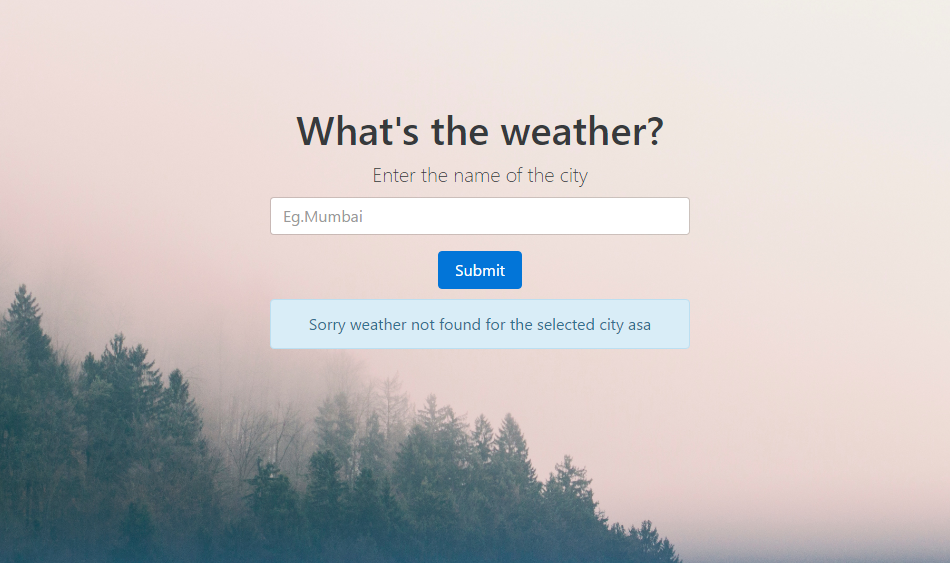 What's the weather?
Enter the name of the city
Eg.Mumbai
Submit
Sorry weather not found for the selected city asa